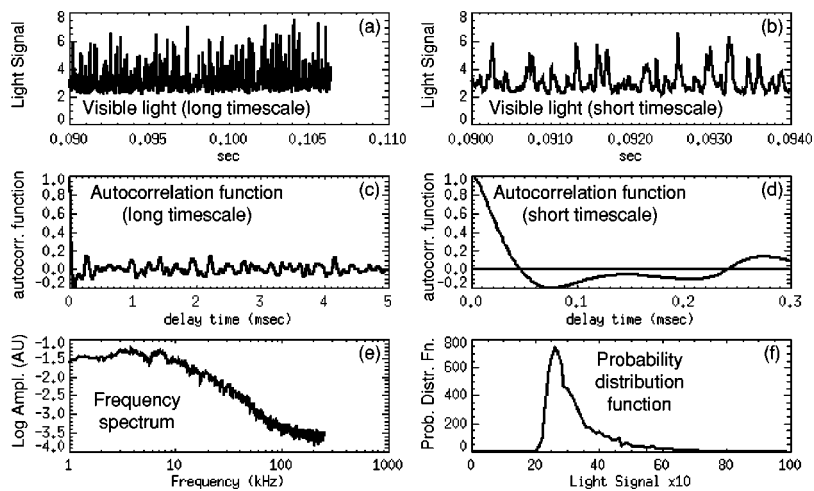 (a)
Light Signal
8
6
4
2
0
Visible light (long timescale)
0.090 0.095 0.100 0.105 0.110
sec
(b)
Light Signal
8
6
4
2
0
Visible light (short timescale)
0.0900 0.0910 0.0920 0.0930 0.0940
sec
(c)
autocorr. function
1.0
0.8
0.6
0.4
0.2
0.0
-0.2
Autocorrelation function
(long timescale)
0 1 2 3 4 5
delay time (msec)
(d)
autocorr. function
1.0
0.8
0.6
0.4
0.2
0.0
-0.2
Autocorrelation function
(short timescale)
0.0 0.1 0.2 0.3
delay time (msec)
(e)
Log Ampl. (AU)
-1.0
-1.5
-2.0
-2.5
-3.0
-3.5
-4.0
Frequency
spectrum
1 10 100 1000
Frequency (kHz)
(f)
Prob. Distr. Fn.
800
600
400
200
0
Probability
distribution
function
0 20 40 60 80 100
Light Signal x10